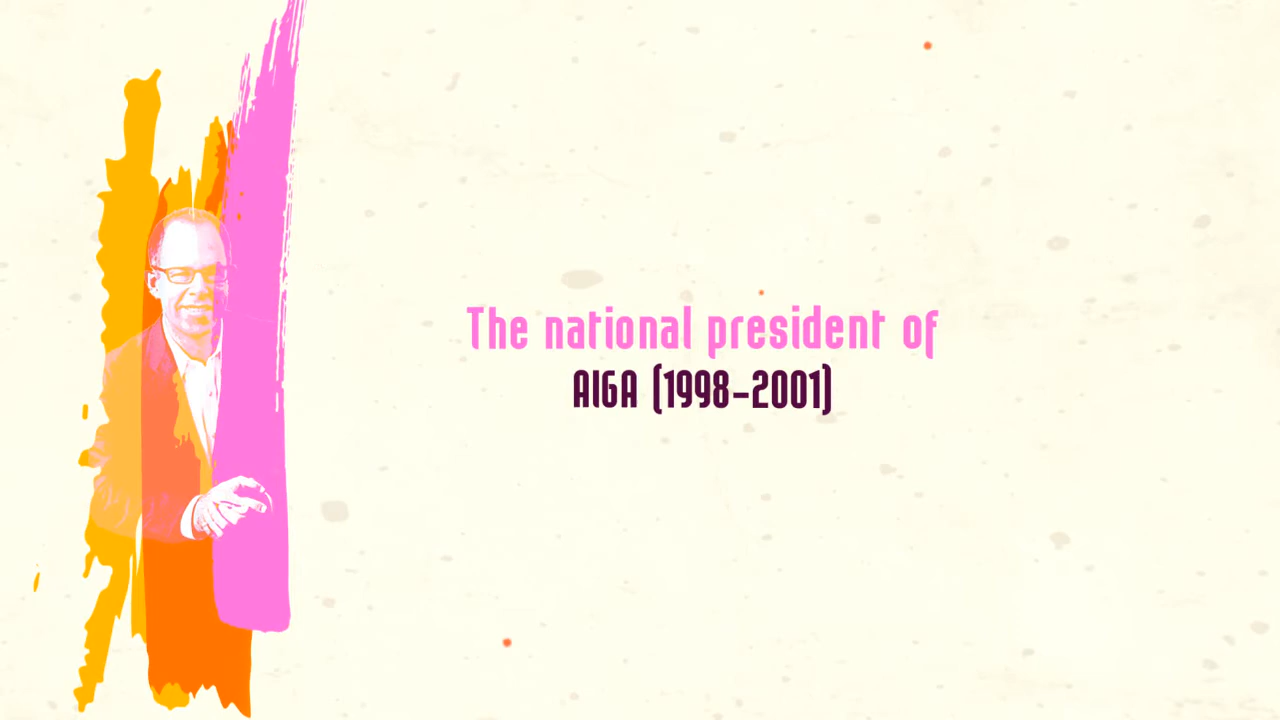 The national president of
AIGA (1998-2001)